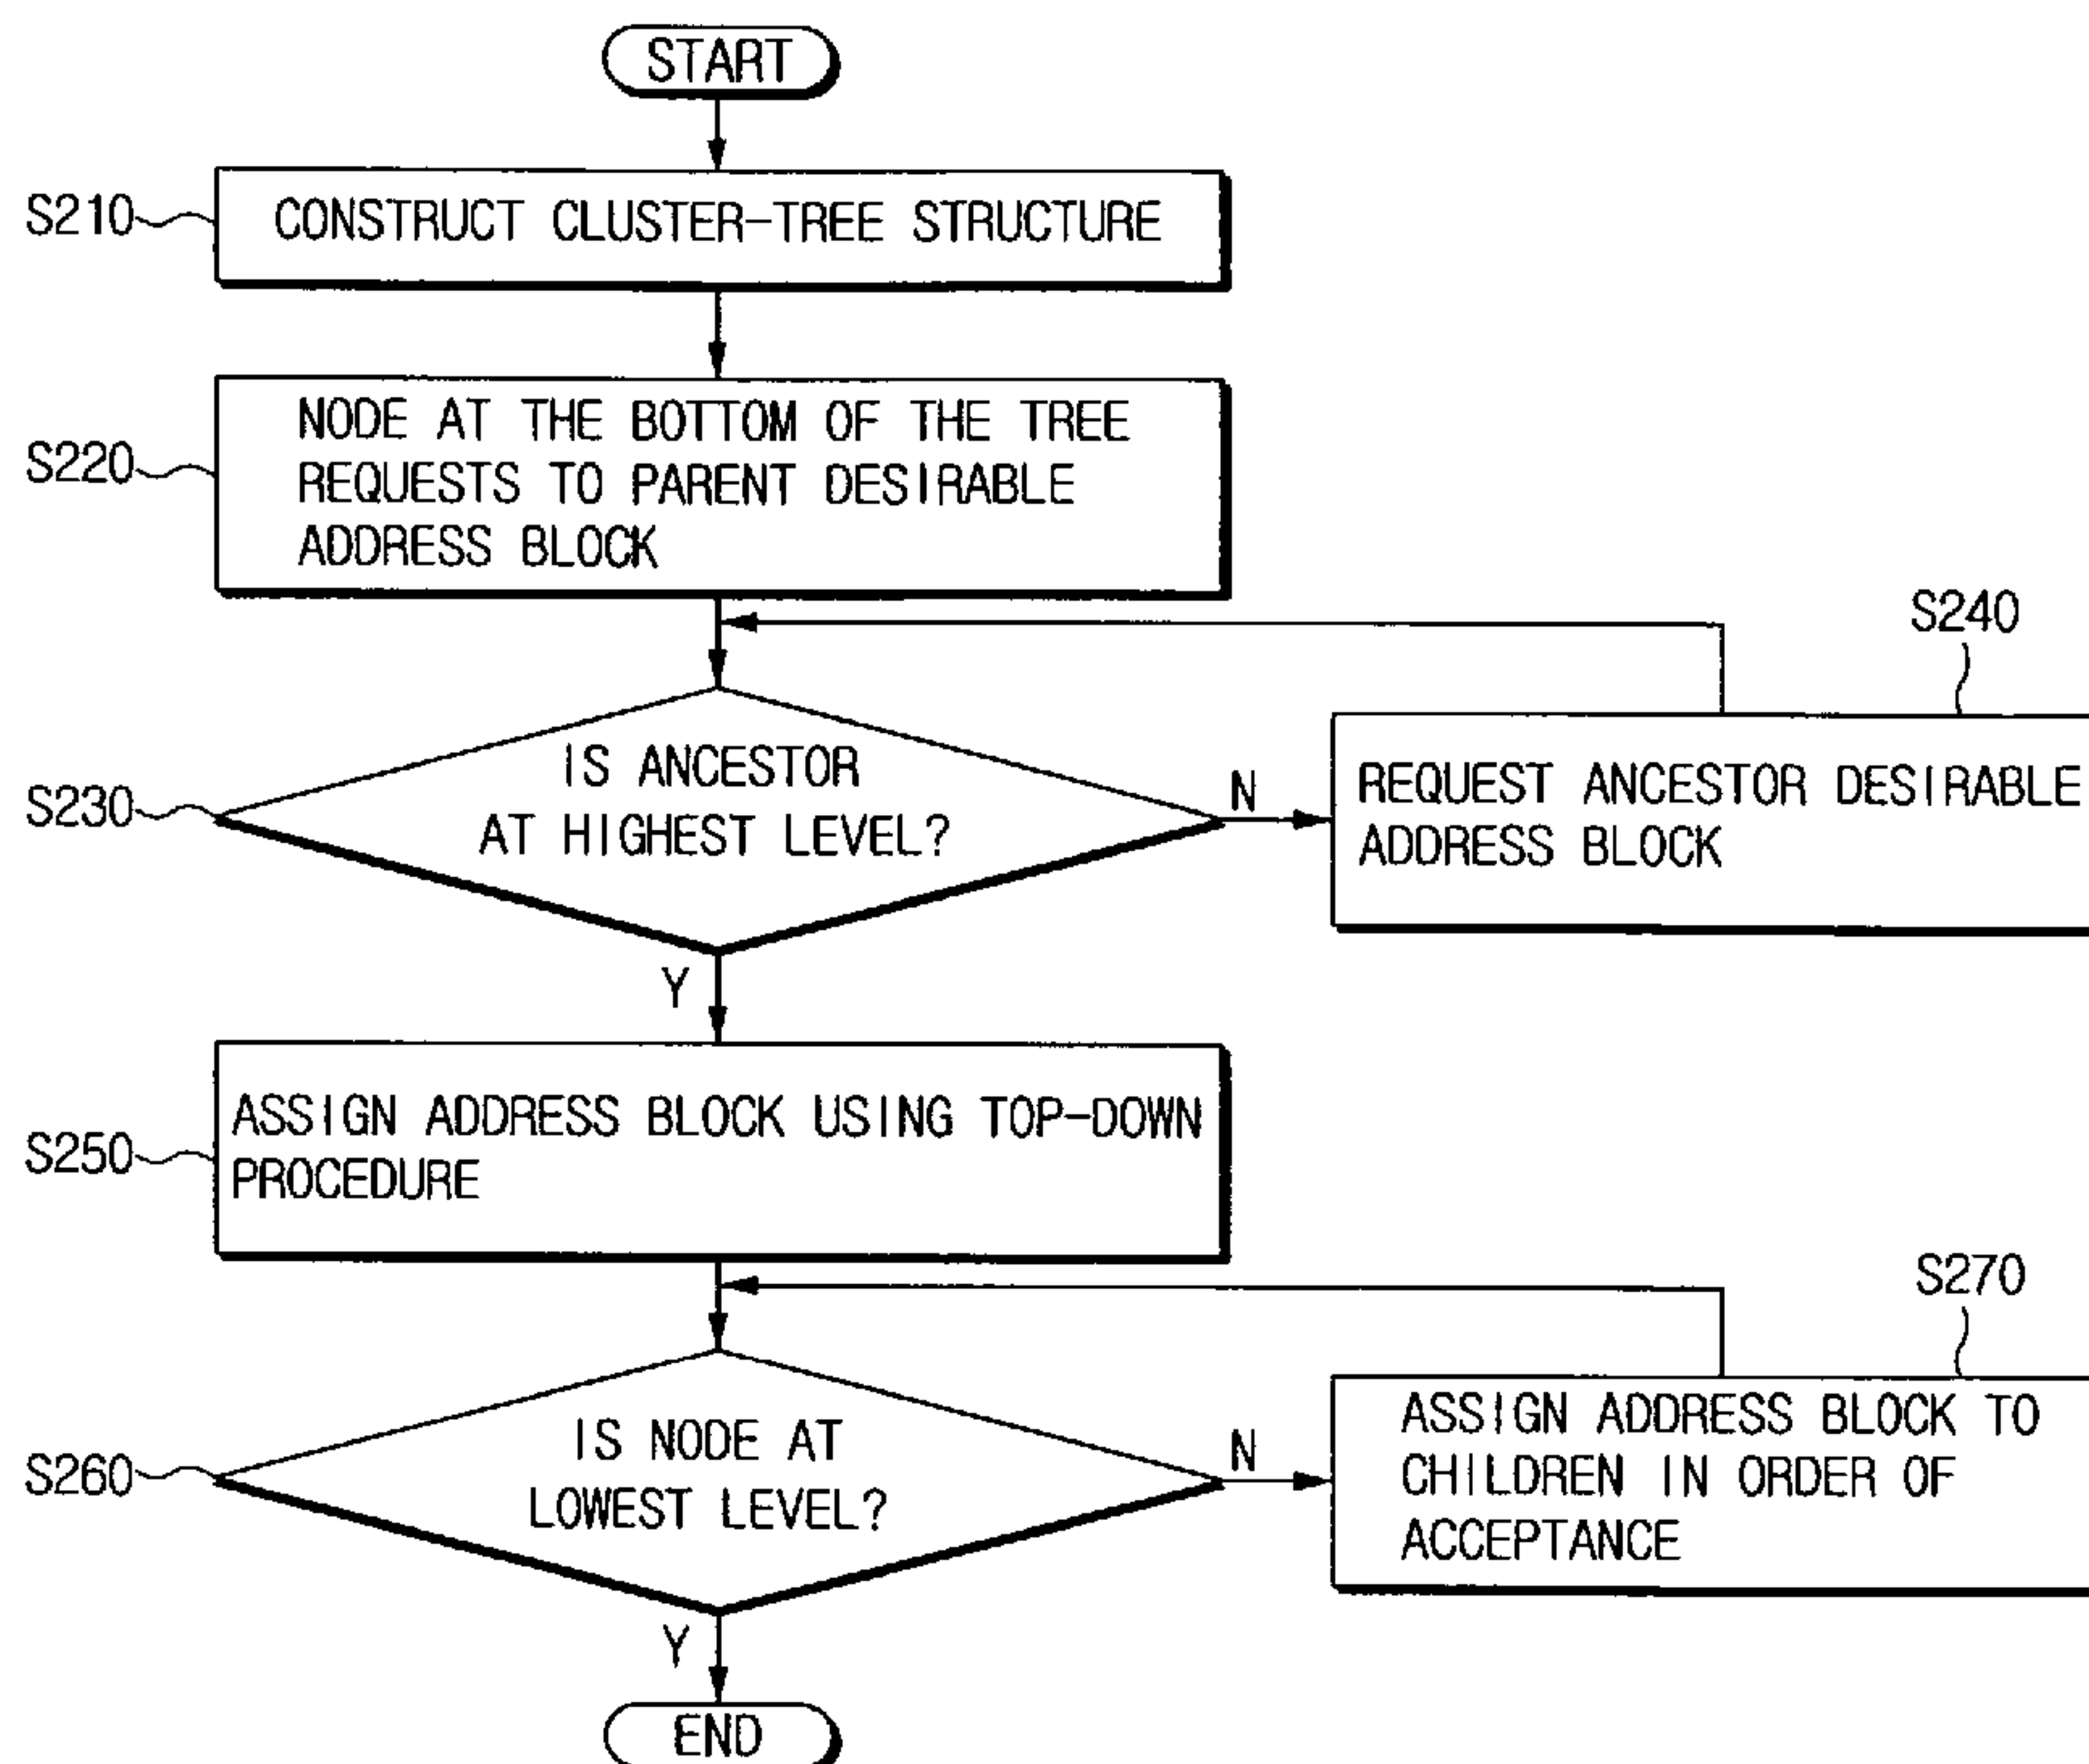 START
S210
CONSTRUCT CLUSTER-TREE STRUCTURE
S220
NODE AT THE BOTTOM OF THE TREE
REQUESTS TO PARENT DESIRABLE
ADDRESS BLOCK
S230
IS ANCESTOR
AT HIGHEST LEVEL?
N
S240
REQUEST ANCESTOR DESIRABLE
ADDRESS BLOCK
Y
S250
ASSIGN ADDRESS BLOCK USING TOP-DOWN
PROCEDURE
S260
IS NODE AT
LOWEST LEVEL?
N
S270
ASSIGN ADDRESS BLOCK TO
CHILDREN IN ORDER OF
ACCEPTANCE
Y
END